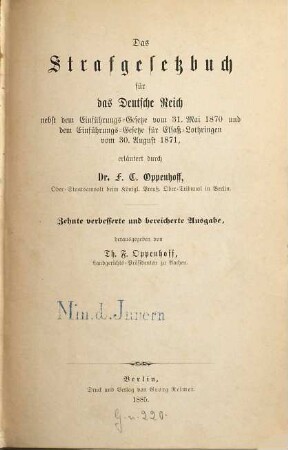 Das
Strafgesetzbuch
für
das Deutsche Reich
nebst dem Einführungs-Gesetze vom 31. Mai 1870 und
dem Einführungs-Gesetze für Elsaß-Lothringen
vom 30. August 1871,
erläutert durch
Dr. F. C. Oppenhoff,
Ober-Staatsanwalt beim Königl. Preuß. Ober-Tribunal in Berlin.
Zehnte verbesserte und bereicherte Ausgabe,
herausgegeben von
Th. F. Oppenhoff,
Landgerichts-Präsidenten zu Aachen.
Min. d. Innern
Berlin,
Druck und Verlag von Georg Reimer.
1885.
G. n. 220.